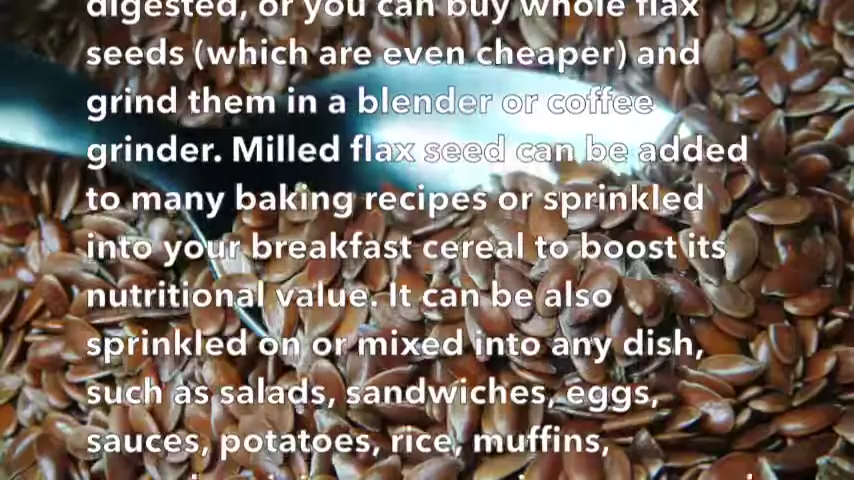 digested, or you can buy whole flax
seeds (which are even cheaper) and
grind them in a blender or coffee
grinder. Milled flax seed can be added
to many baking recipes or sprinkled
into your breakfast cereal to boost its
nutritional value. It can be also
sprinkled on or mixed into any dish,
such as salads, sandwiches, eggs,
sauces, potatoes, rice, muffins,